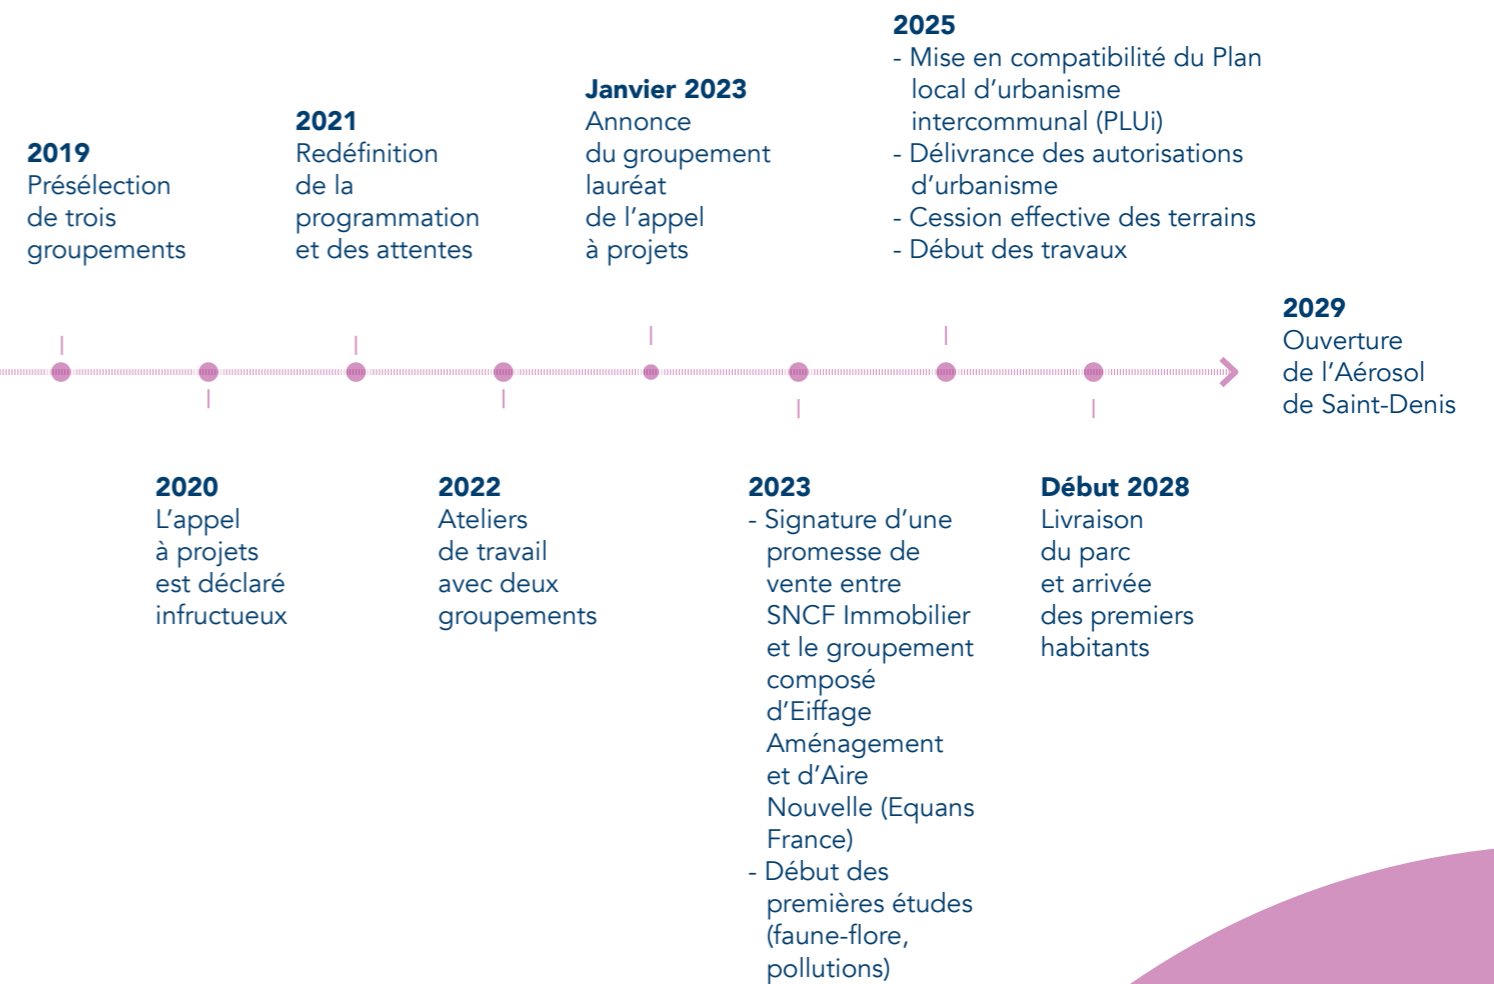 2019
Présélection
de trois
groupements
2020
L’appel
à projets
est déclaré
infructueux
2021
Redéfinition
de la
programmation
et des attentes
2022
Ateliers
de travail
avec deux
groupements
Janvier 2023
Annonce
du groupement
lauréat
de l’appel
à projets
2023
- Signature d’une
promesse de
vente entre
SNCF Immobilier
et le groupement
composé
d’Eiffage
Aménagement
et d’Aire
Nouvelle (Equans
France)
- Début des
premières études
(faune-flore,
pollutions)
2025
- Mise en compatibilité du Plan
local d’urbanisme
intercommunal (PLUi)
- Délivrance des autorisations
d’urbanisme
- Cession effective des terrains
- Début des travaux
Début 2028
Livraison
du parc
et arrivée
des premiers
habitants
2029
Ouverture
de l’Aérosol
de Saint-Denis